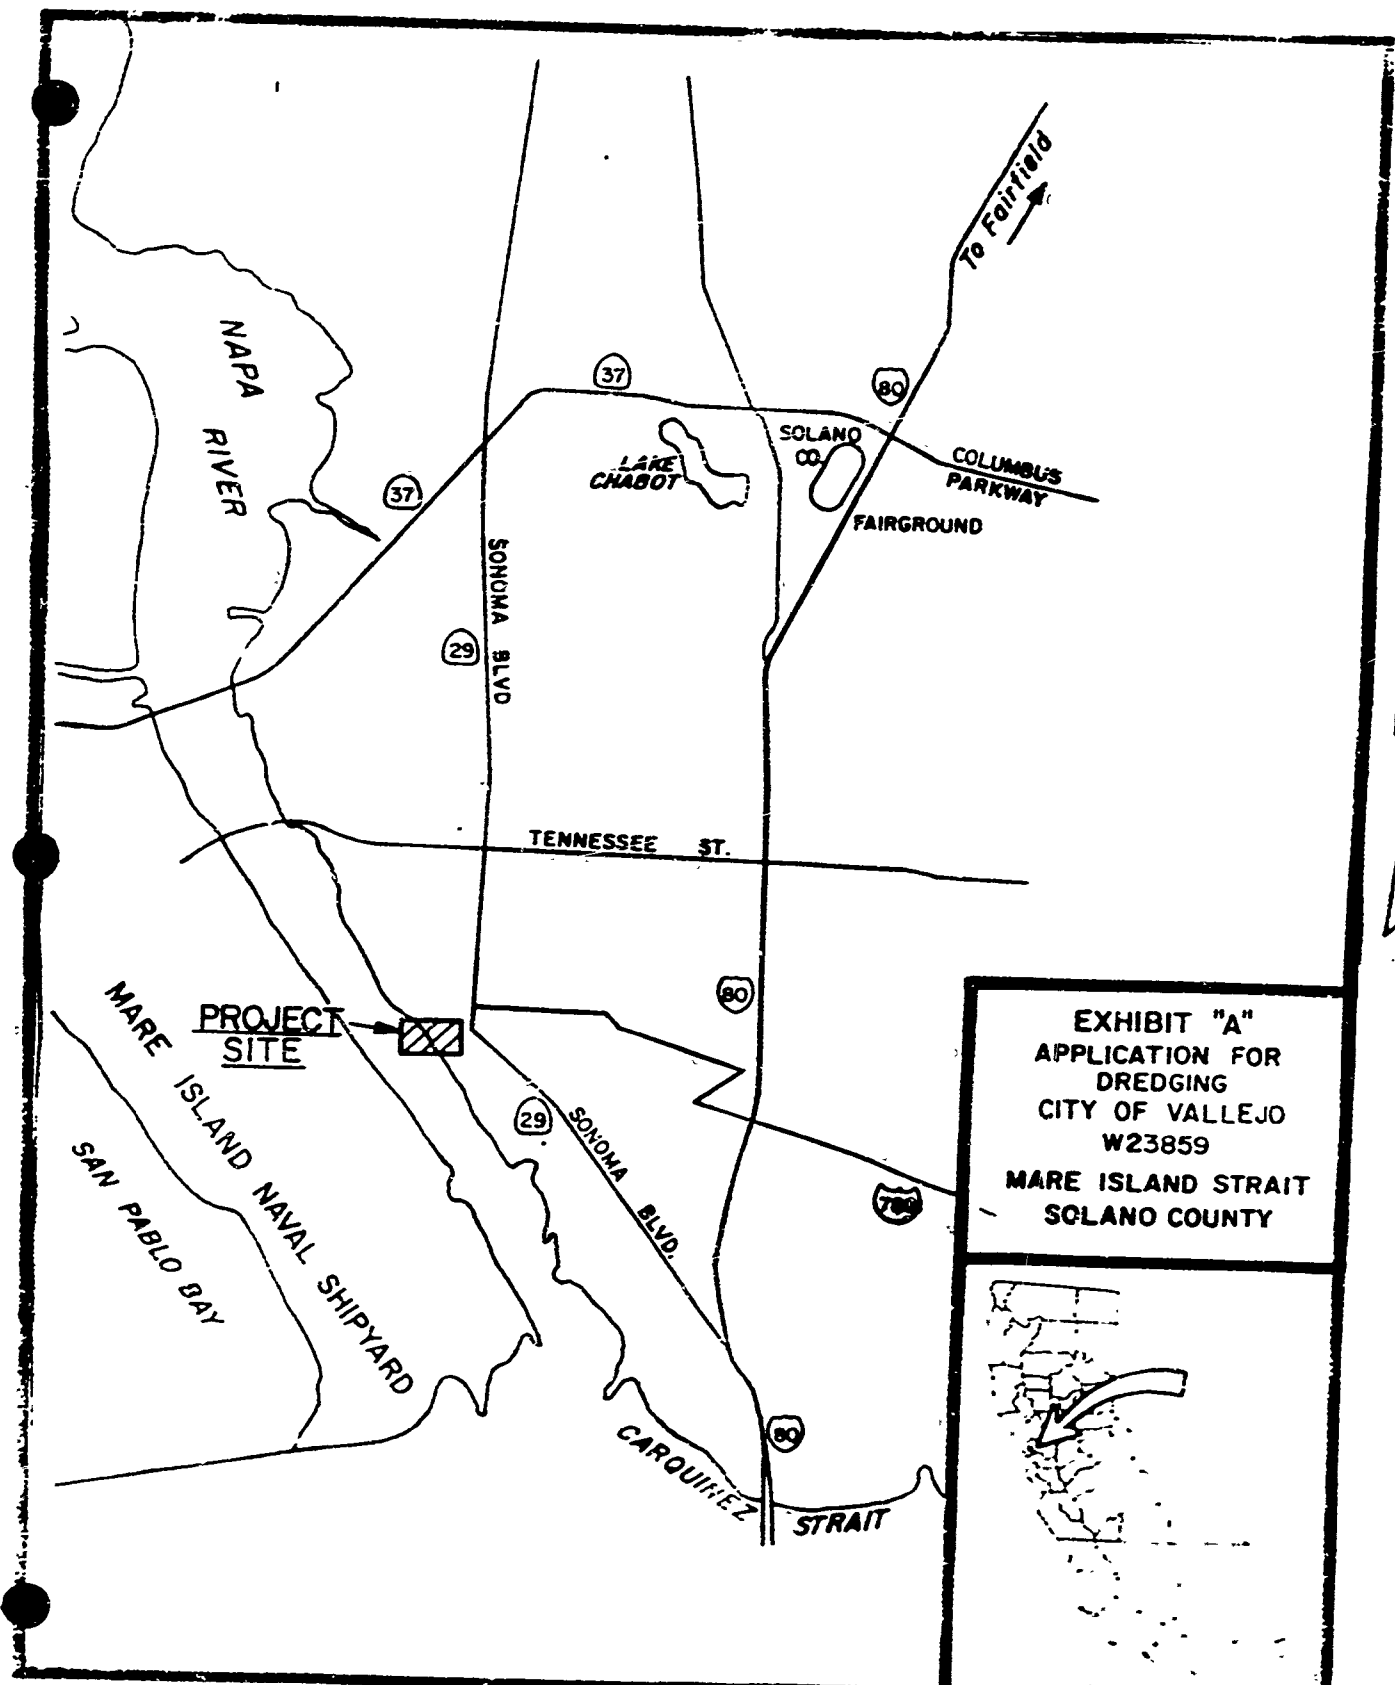 To Fairfield
NAPA
RIVER
37
80
SOLANO
CO.
LAKE
CHABOT
COLUMBUS
PARKWAY
37
FAIRGROUND
SONOMA BLVD
29
TENNESSEE ST.
80
PROJECT
SITE
MARE ISLAND NAVAL SHIPYARD
SAN PABLO BAY
29
SONOMA BLVD.
780
80
CARQUINEZ STRAIT
EXHIBIT "A"
APPLICATION FOR
DREDGING
CITY OF VALLEJO
W23859
MARE ISLAND STRAIT
SOLANO COUNTY